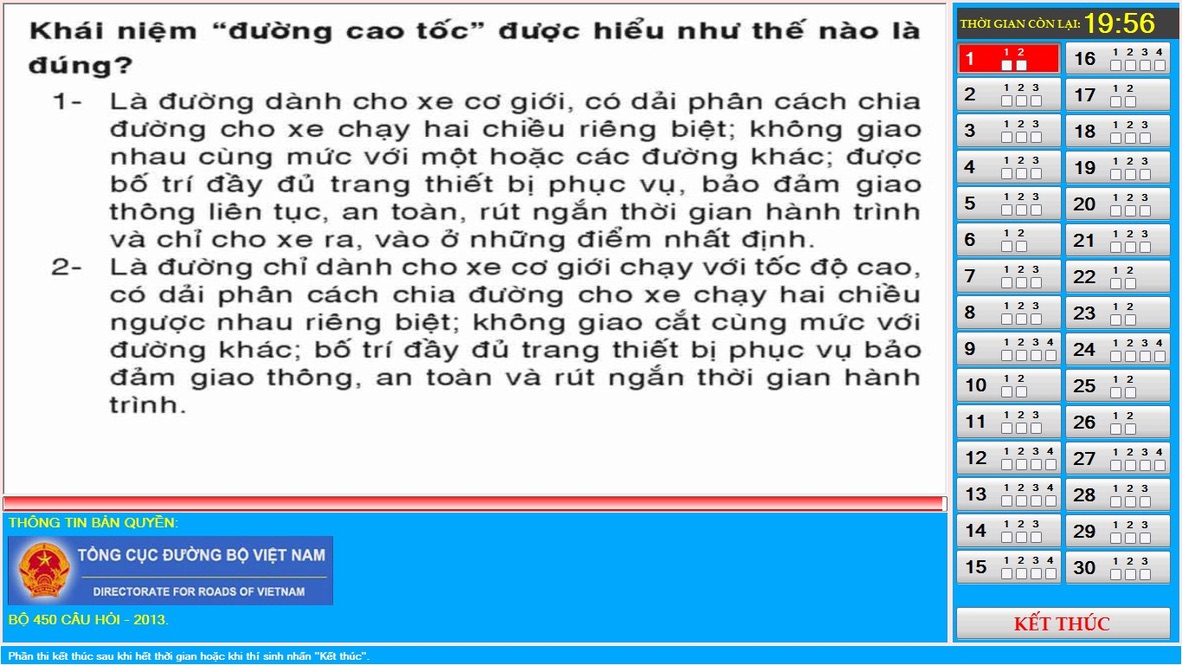 Khái niệm “đường cao tốc” được hiểu như thế nào là
đúng?
1- Là đường dành cho xe cơ giới, có dải phân cách chia
đường cho xe chạy hai chiều riêng biệt; không giao
nhau cùng mức với một hoặc các đường khác; được
bố trí đầy đủ trang thiết bị phục vụ, bảo đảm giao
thông liên tục, an toàn, rút ngắn thời gian hành trình
và chỉ cho xe ra, vào ở những điểm nhất định.
2- Là đường chỉ dành cho xe cơ giới chạy với tốc độ cao,
có dải phân cách chia đường cho xe chạy hai chiều
ngược nhau riêng biệt; không giao cắt cùng mức với
đường khác; bố trí đầy đủ trang thiết bị phục vụ bảo
đảm giao thông, an toàn và rút ngắn thời gian hành
trình.
THÔNG TIN BẢN QUYỀN:
TỔNG CỤC ĐƯỜNG BỘ VIỆT NAM
DIRECTORATE FOR ROADS OF VIETNAM
BỘ 450 CÂU HỎI - 2013.
THỜI GIAN CÒN LẠI: 19:56
1 1 2
2 1 2 3
3 1 2 3
4 1 2 3
5 1 2 3
6 1 2
7 1 2 3
8 1 2 3
9 1 2 3 4
10 1 2
11 1 2 3
12 1 2 3 4
13 1 2 3 4
14 1 2 3
15 1 2 3 4
16 1 2 3 4
17 1 2
18 1 2 3
19 1 2 3
20 1 2 3
21 1 2 3
22 1 2
23 1 2
24 1 2 3 4
25 1 2
26 1 2
27 1 2 3 4
28 1 2 3
29 1 2 3
30 1 2 3
KẾT THÚC
Phần thi kết thúc sau khi hết thời gian hoặc khi thí sinh nhấn "Kết thúc".